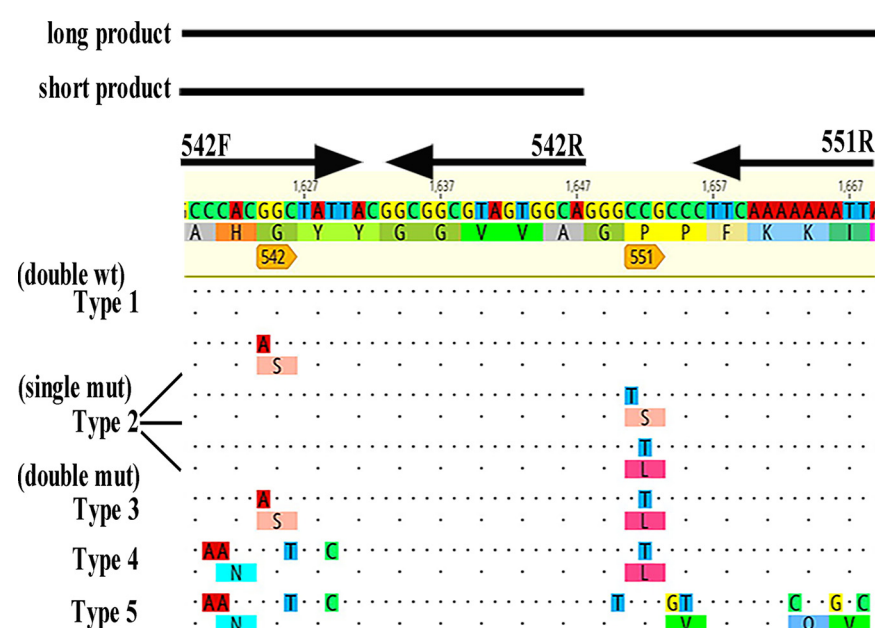 long product
short product
542F 542R 551R
1,627 1,637 1,647 1,657 1,667
GCCCACGGCTATTACGGCGGCGTAGTGGCAGGGCCGCCCTTCAAAAAAATTA
A H G Y Y G G V V A G P P F K K I
542 551
(double wt)
Type 1
A
S
(single mut)
T
Type 2 S
T
(double mut) L
A T
Type 3 S L
AA T C T
Type 4 N L
AA T C T GT C G C
Type 5 N V Q V